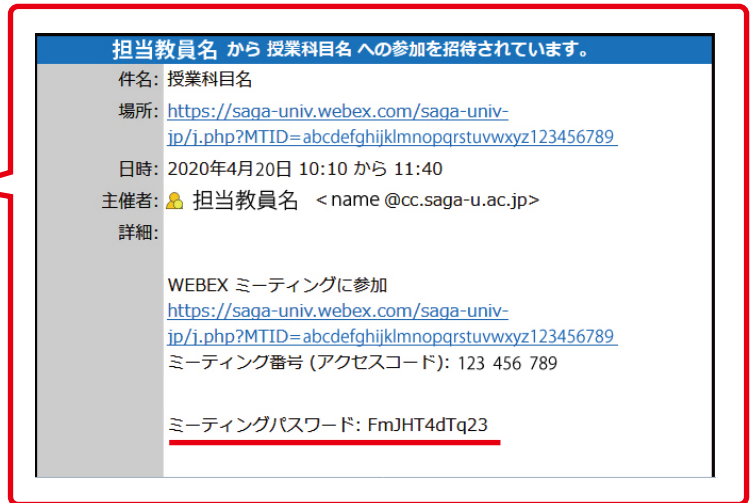 担当教員名 から 授業科目名 への参加を招待されています。
件名: 授業科目名
場所: https://saga-univ.webex.com/saga-univ-
jp/j.php?MTID=abcdefghijklmnopqrstuvwxyz123456789
日時: 2020年4月20日 10:10 から 11:40
主催者: 担当教員名 <name @cc.saga-u.ac.jp>
詳細:
WEBEX ミーティングに参加
https://saga-univ.webex.com/saga-univ-
jp/j.php?MTID=abcdefghijklmnopqrstuvwxyz123456789
ミーティング番号 (アクセスコード): 123 456 789
ミーティングパスワード: FmJHT4dTq23